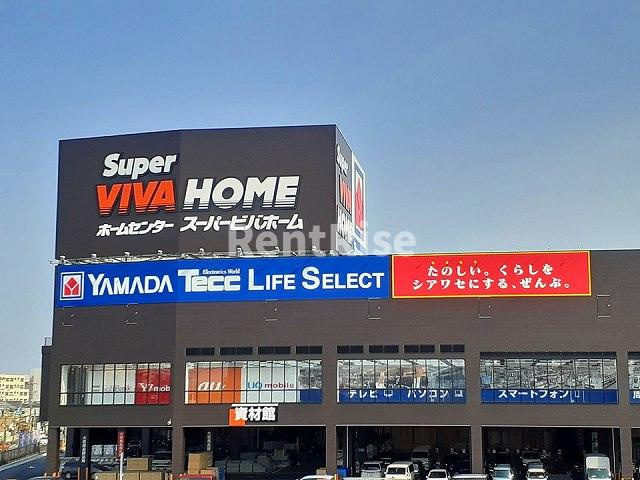 Super
VIVA HOME
ホームセンター スーパービバホーム
RentRise
YAMADA Tecc LIFE SELECT
Electronics World
たのしい。くらしを
シアワセにする、ぜんぶ。
Y!mob
au
UQ mobile
テレビ
パソコン
スマートフォン
資材館